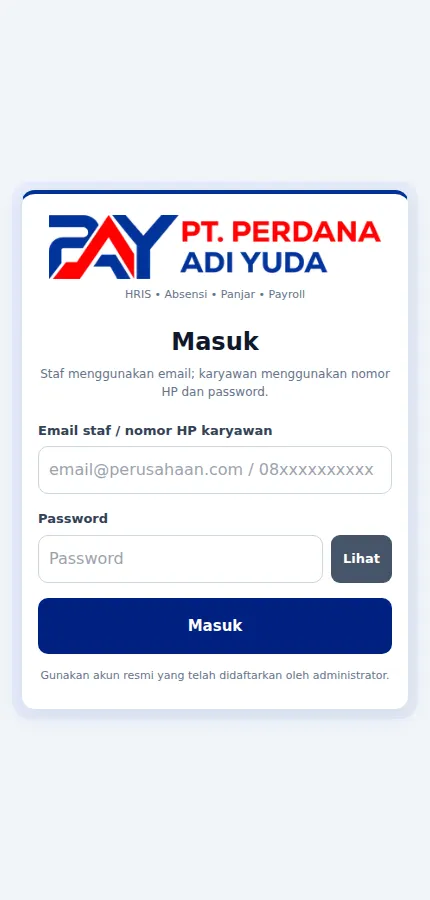 PAY PT. PERDANA
ADI YUDA
HRIS • Absensi • Panjar • Payroll
Masuk
Staf menggunakan email; karyawan menggunakan nomor
HP dan password.
Email staf / nomor HP karyawan
email@perusahaan.com / 08xxxxxxxxxx
Password
Password
Lihat
Masuk
Gunakan akun resmi yang telah didaftarkan oleh administrator.